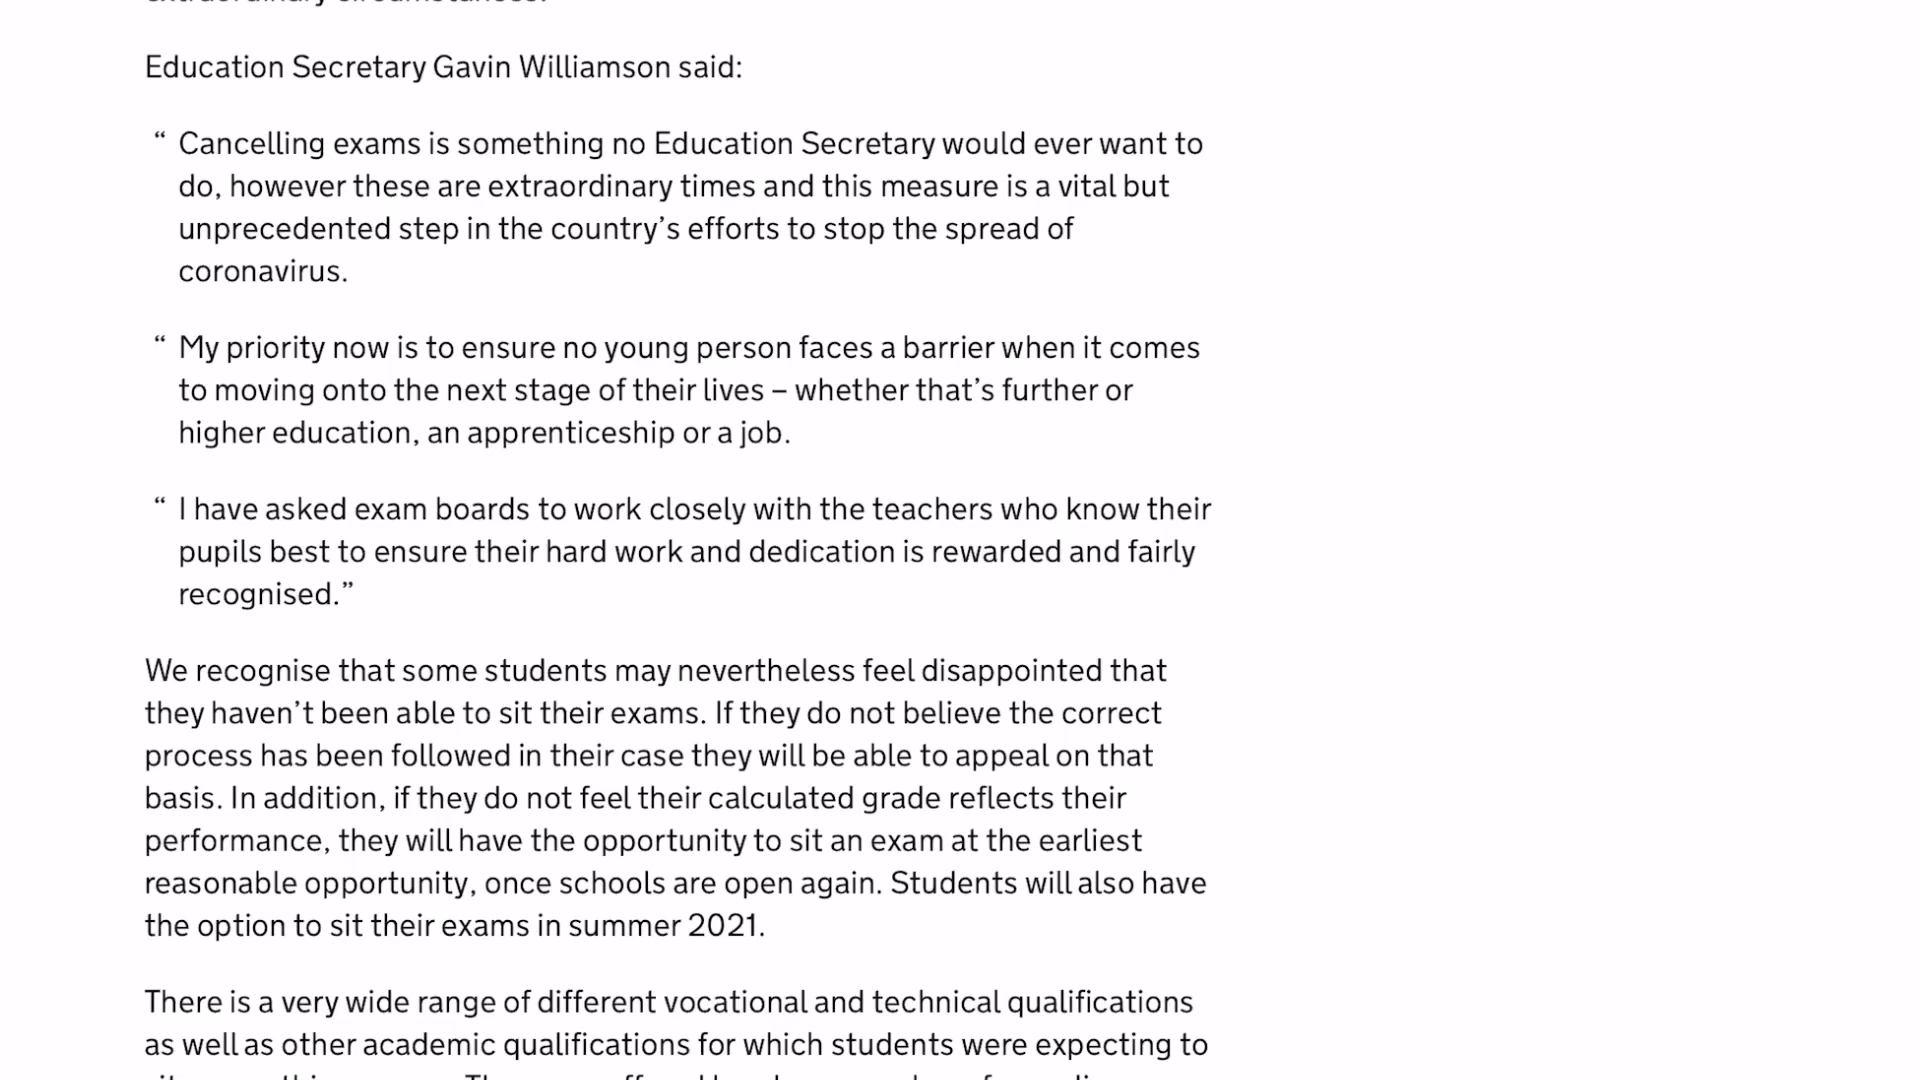 Education Secretary Gavin Williamson said:
“ Cancelling exams is something no Education Secretary would ever want to
do, however these are extraordinary times and this measure is a vital but
unprecedented step in the country’s efforts to stop the spread of
coronavirus.
“ My priority now is to ensure no young person faces a barrier when it comes
to moving onto the next stage of their lives – whether that’s further or
higher education, an apprenticeship or a job.
“ I have asked exam boards to work closely with the teachers who know their
pupils best to ensure their hard work and dedication is rewarded and fairly
recognised.”
We recognise that some students may nevertheless feel disappointed that
they haven’t been able to sit their exams. If they do not believe the correct
process has been followed in their case they will be able to appeal on that
basis. In addition, if they do not feel their calculated grade reflects their
performance, they will have the opportunity to sit an exam at the earliest
reasonable opportunity, once schools are open again. Students will also have
the option to sit their exams in summer 2021.
There is a very wide range of different vocational and technical qualifications
as well as other academic qualifications for which students were expecting to